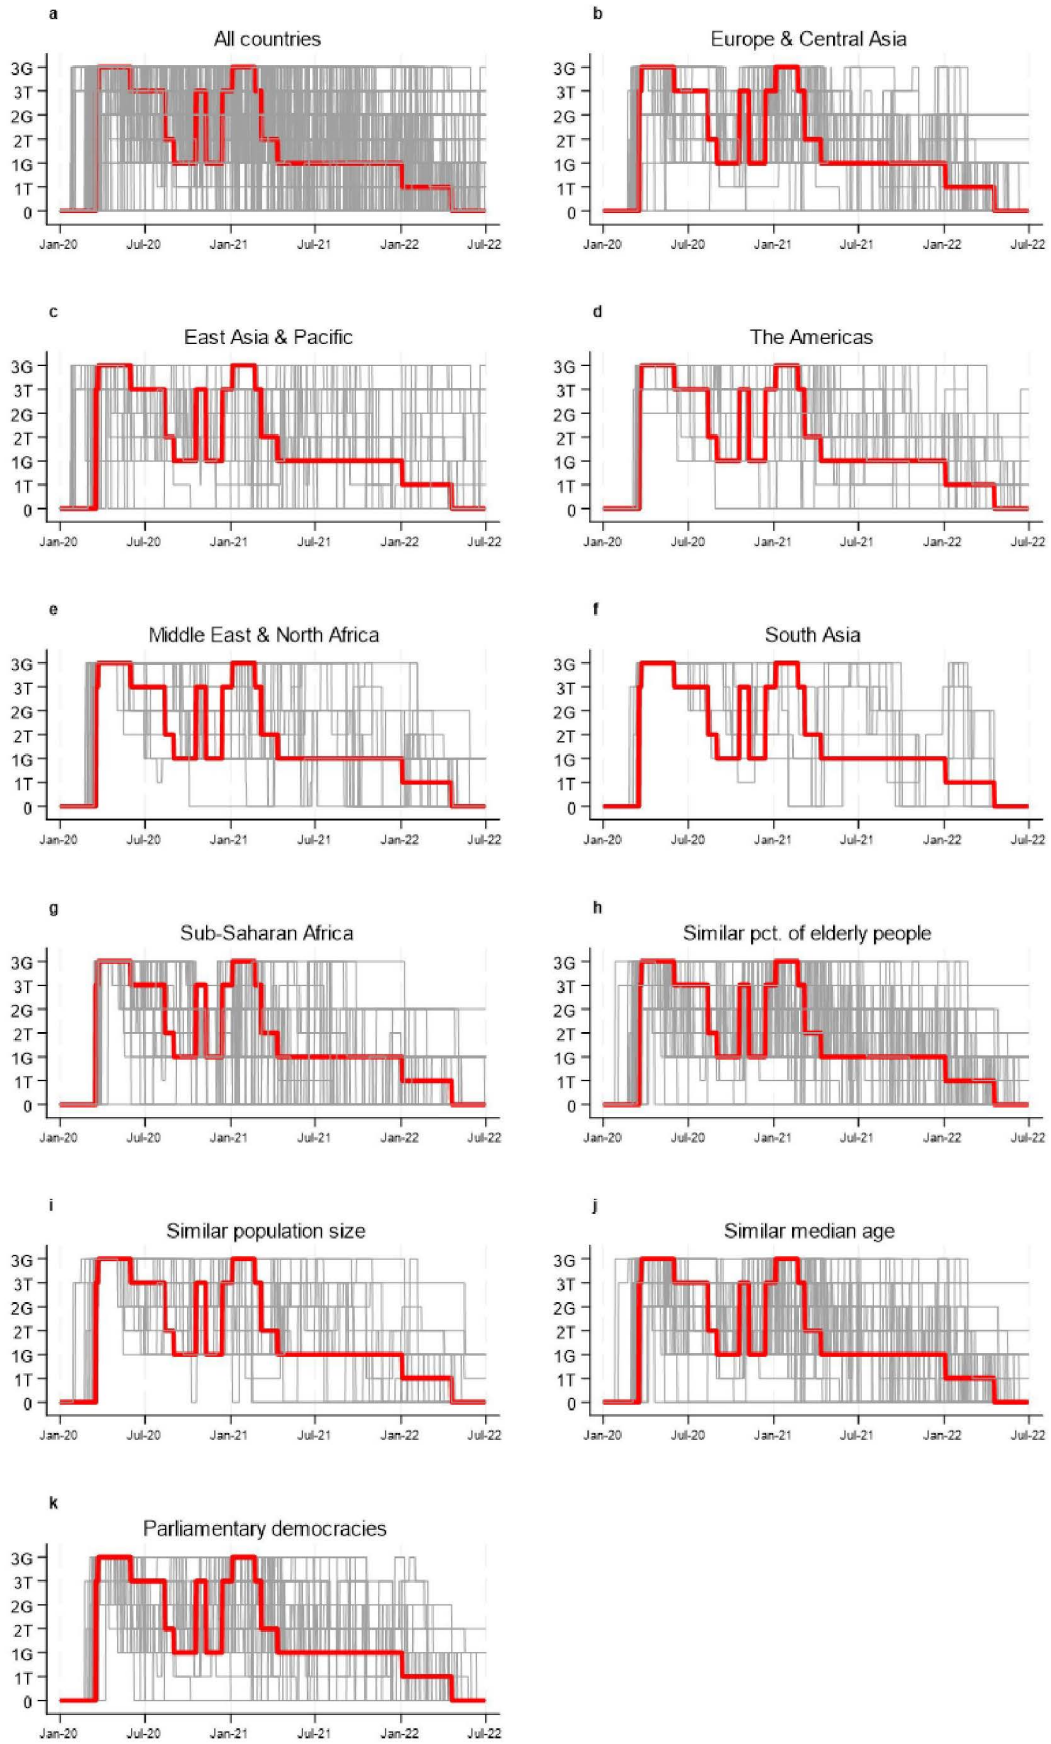 a
All countries
3G
3T
2G
2T
1G
1T
0
Jan-20 Jul-20 Jan-21 Jul-21 Jan-22 Jul-22
b
Europe & Central Asia
3G
3T
2G
2T
1G
1T
0
Jan-20 Jul-20 Jan-21 Jul-21 Jan-22 Jul-22
c
East Asia & Pacific
3G
3T
2G
2T
1G
1T
0
Jan-20 Jul-20 Jan-21 Jul-21 Jan-22 Jul-22
d
The Americas
3G
3T
2G
2T
1G
1T
0
Jan-20 Jul-20 Jan-21 Jul-21 Jan-22 Jul-22
e
Middle East & North Africa
3G
3T
2G
2T
1G
1T
0
Jan-20 Jul-20 Jan-21 Jul-21 Jan-22 Jul-22
f
South Asia
3G
3T
2G
2T
1G
1T
0
Jan-20 Jul-20 Jan-21 Jul-21 Jan-22 Jul-22
g
Sub-Saharan Africa
3G
3T
2G
2T
1G
1T
0
Jan-20 Jul-20 Jan-21 Jul-21 Jan-22 Jul-22
h
Similar pct. of elderly people
3G
3T
2G
2T
1G
1T
0
Jan-20 Jul-20 Jan-21 Jul-21 Jan-22 Jul-22
i
Similar population size
3G
3T
2G
2T
1G
1T
0
Jan-20 Jul-20 Jan-21 Jul-21 Jan-22 Jul-22
j
Similar median age
3G
3T
2G
2T
1G
1T
0
Jan-20 Jul-20 Jan-21 Jul-21 Jan-22 Jul-22
k
Parliamentary democracies
3G
3T
2G
2T
1G
1T
0
Jan-20 Jul-20 Jan-21 Jul-21 Jan-22 Jul-22